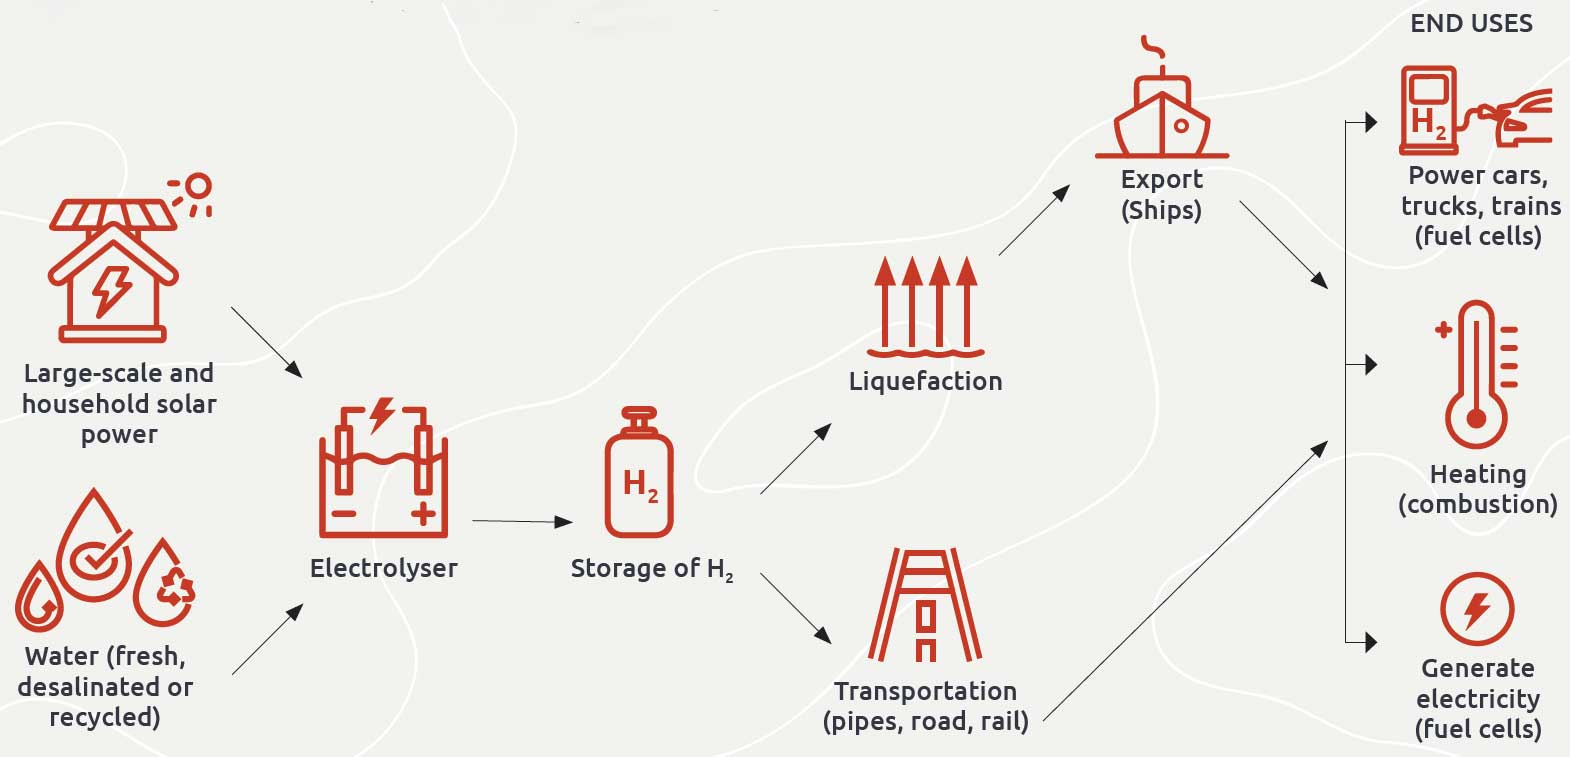 END USES
H2
Power cars,
trucks, trains
(fuel cells)
Export
(Ships)
Large-scale and
household solar
power
Liquefaction
Heating
(combustion)
Electrolyser
H2
Storage of H2
Water (fresh,
desalinated or
recycled)
Transportation
(pipes, road, rail)
Generate
electricity
(fuel cells)